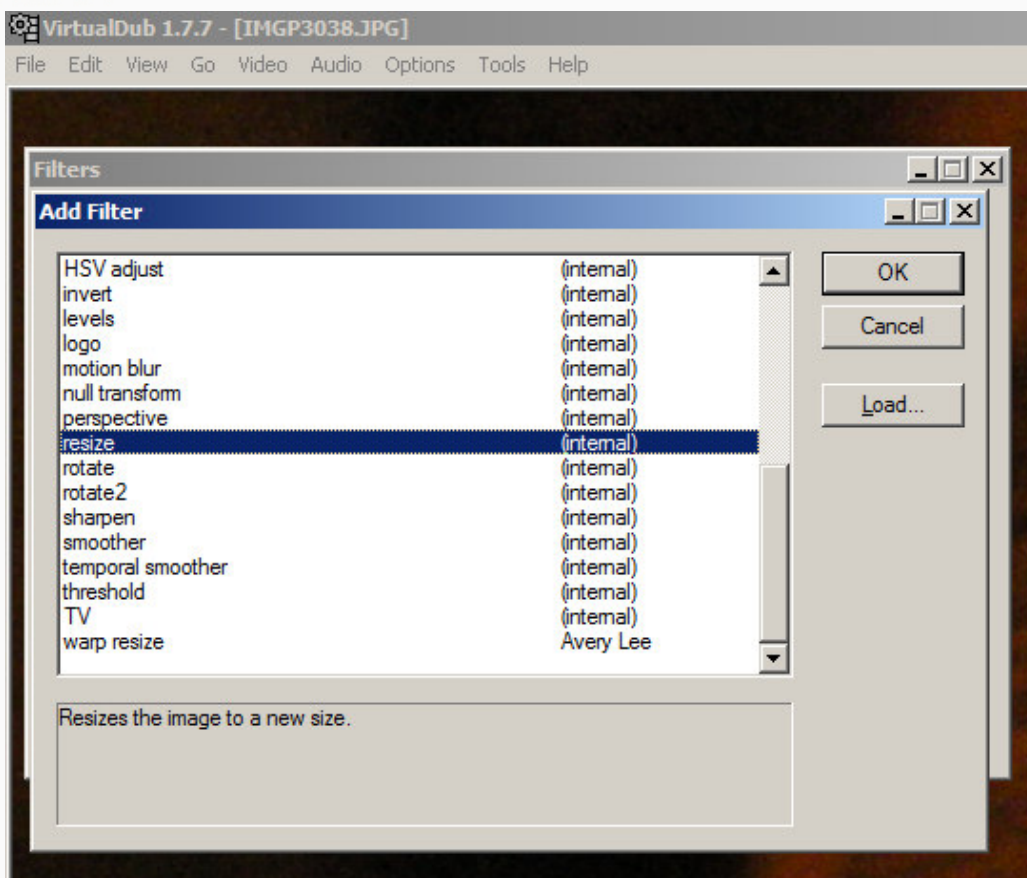 VirtualDub 1.7.7 - [IMGP3038.JPG]
File Edit View Go Video Audio Options Tools Help
Filters
Add Filter
HSV adjust (internal)
invert (internal)
levels (internal)
logo (internal)
motion blur (internal)
null transform (internal)
perspective (internal)
resize (internal)
rotate (internal)
rotate2 (internal)
sharpen (internal)
smoother (internal)
temporal smoother (internal)
threshold (internal)
TV (internal)
warp resize Avery Lee
OK
Cancel
Load...
Resizes the image to a new size.